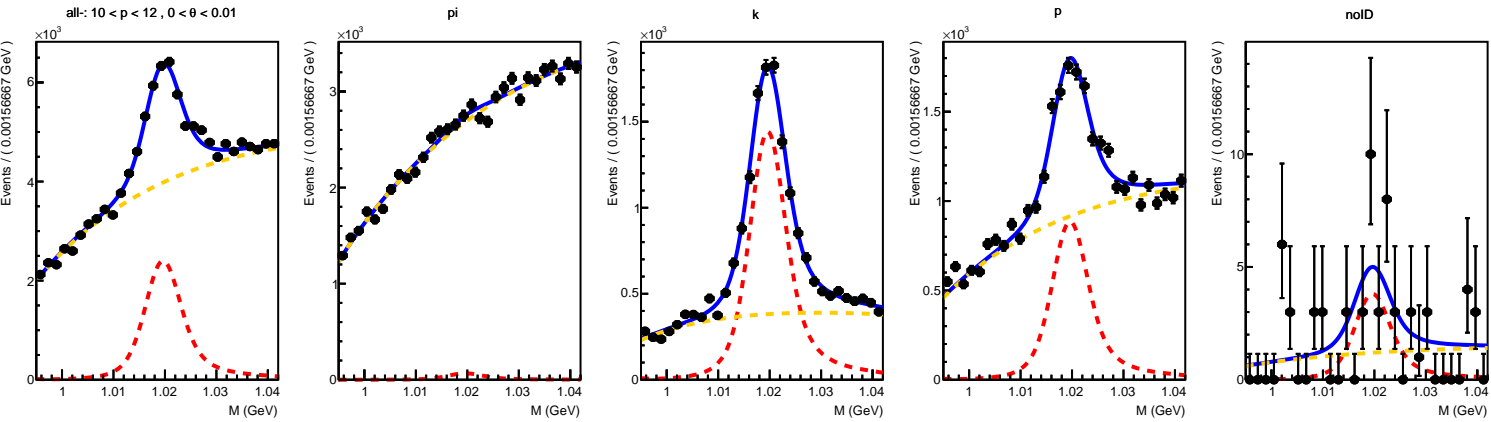 all-: 10 < p < 12 , 0 < θ < 0.01
×10³
Events / ( 0.00156667 GeV )
6
4
2
0
1 1.01 1.02 1.03 1.04
M (GeV)
pi
×10³
Events / ( 0.00156667 GeV )
3
2
1
0
1 1.01 1.02 1.03 1.04
M (GeV)
k
×10³
Events / ( 0.00156667 GeV )
1.5
1
0.5
0
1 1.01 1.02 1.03 1.04
M (GeV)
p
×10³
Events / ( 0.00156667 GeV )
1.5
1
0.5
0
1 1.01 1.02 1.03 1.04
M (GeV)
noID
Events / ( 0.00156667 GeV )
10
5
0
1 1.01 1.02 1.03 1.04
M (GeV)